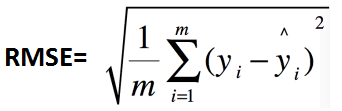 RMSE= √(1/m ∑_{i=1}^{m} (y_i − ŷ_i)^2)